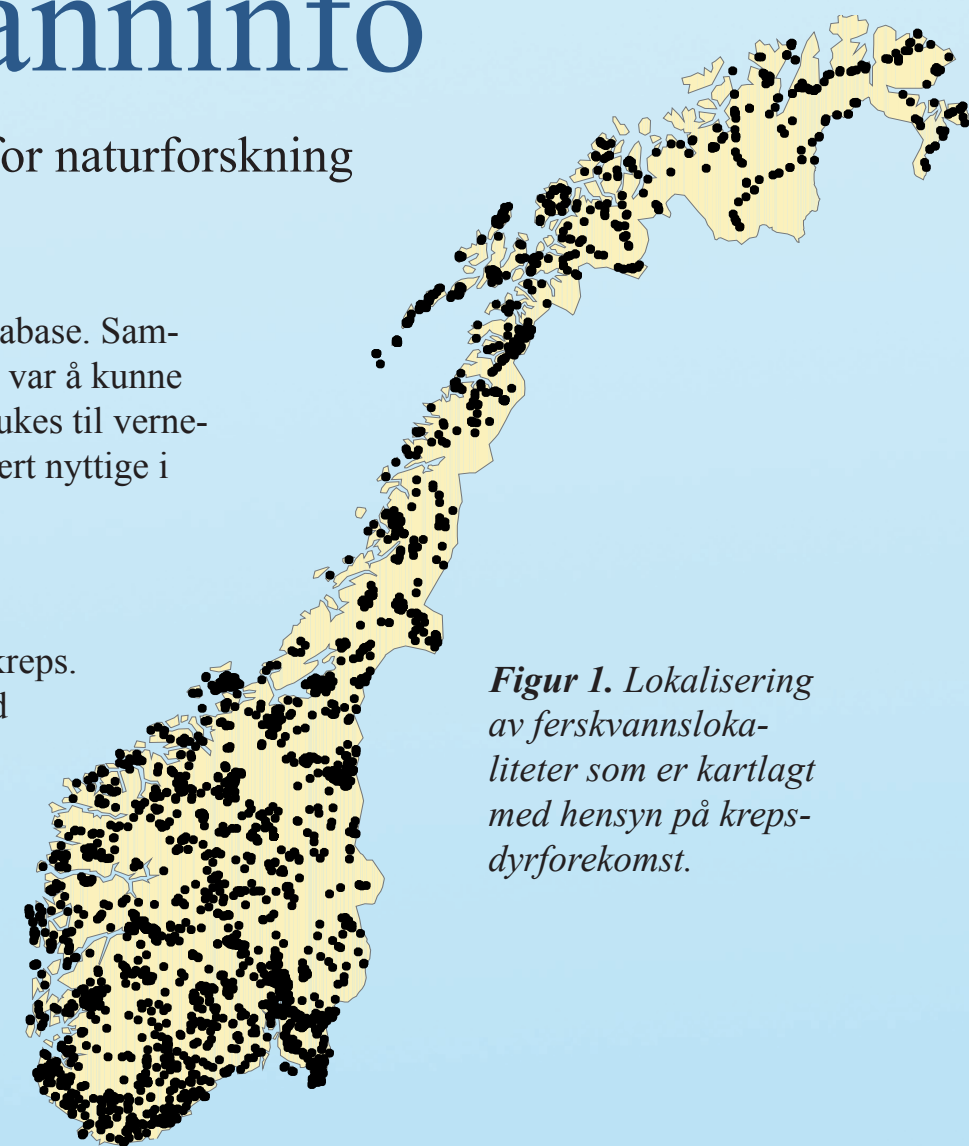 anninfo
for naturforskning
abase. Sam-
var å kunne
ukes til verne-
ert nyttige i
kreps.
d
Figur 1. Lokalisering
av ferskvannsloka-
liteter som er kartlagt
med hensyn på kreps-
dyrforekomst.